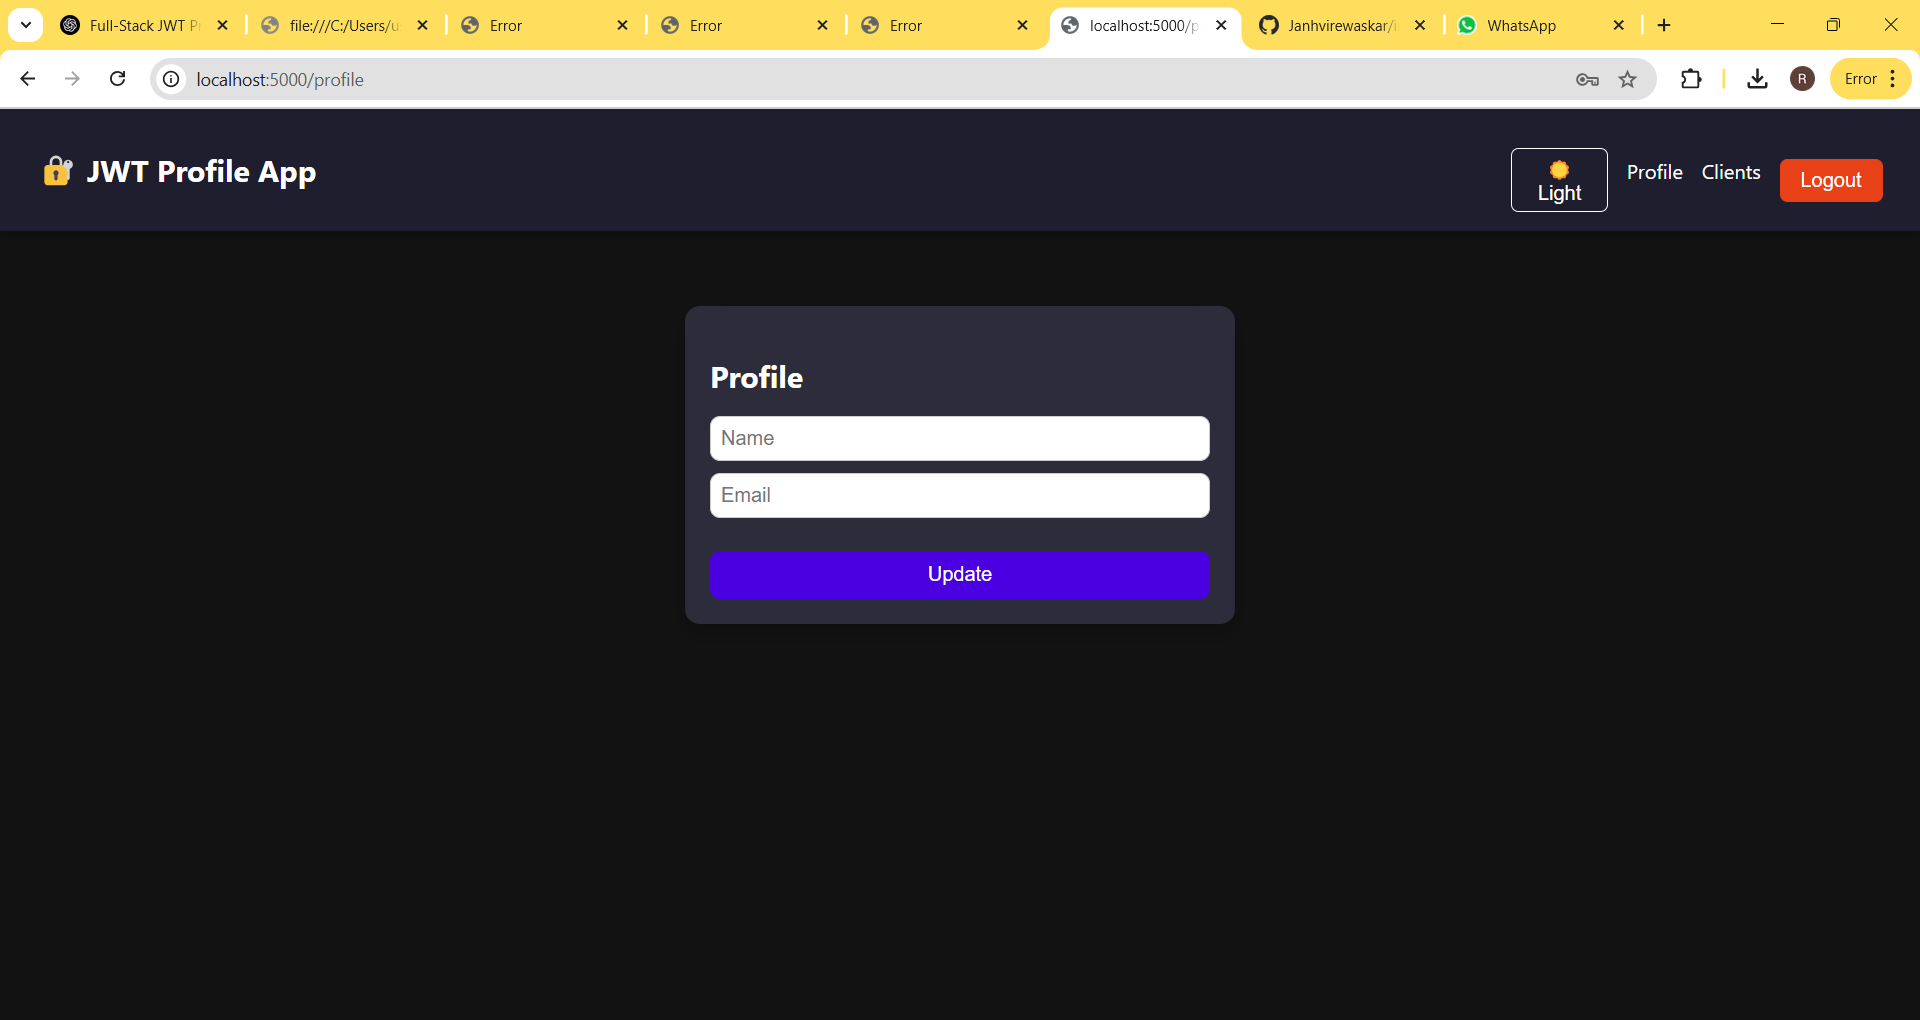 Full-Stack JWT P
file:///C:/Users/u
Error
Error
Error
localhost:5000/p
Janhvirewaskar/i
WhatsApp
localhost:5000/profile
R
Error
🔐 JWT Profile App
Light
Profile
Clients
Logout
Profile
Name
Email
Update